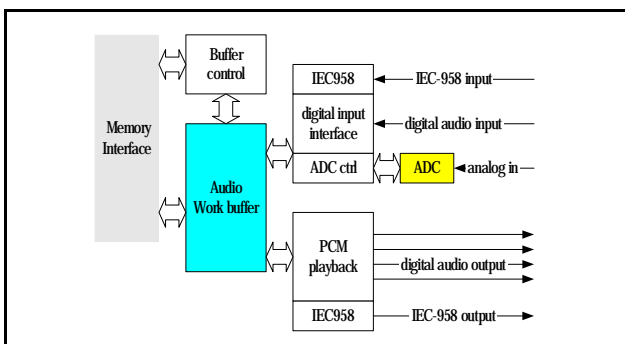 Buffer
control
Memory
Interface
Audio
Work buffer
IEC958
digital input
interface
ADC ctrl
IEC-958 input
digital audio input
ADC
analog in
PCM
playback
IEC958
digital audio output
IEC-958 output